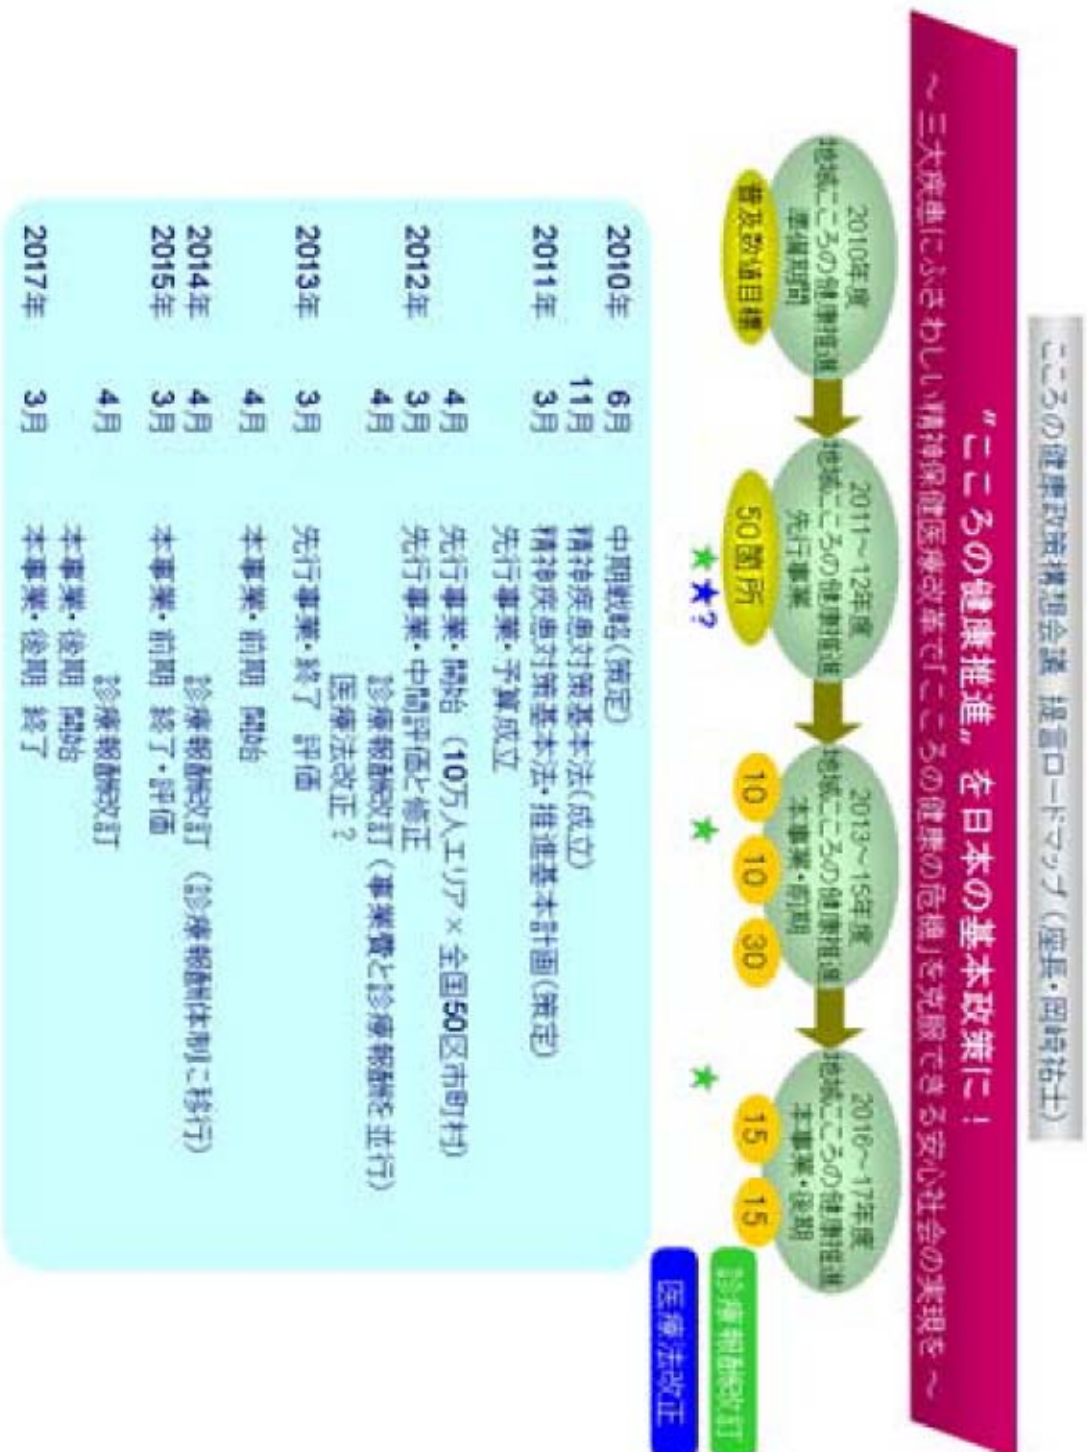 こころの健康政策構想会議 提言ロードマップ（座長・岡崎祐士）
"こころの健康推進" を日本の基本政策に！
～ 三大疾患にふさわしい精神保健医療改革で「こころの健康の危機」を克服できる安心社会の実現を ～
2010年度
地域こころの健康推進
準備期間
普及数値目標
2011～12年度
地域こころの健康推進
先行事業
50箇所
★★?
2013～15年度
地域こころの健康推進
本事業・前期
10 10 30
★
2016～17年度
地域こころの健康推進
本事業・後期
15 15
★
診療報酬改訂
医療法改正
2010年 6月 中期戦略（策定）
11月 精神疾患対策基本法（成立）
2011年 3月 精神疾患対策基本法・推進基本計画（策定）
先行事業・予算成立
4月 先行事業・開始 （10万人エリア×全国50区市町村）
2012年 3月 先行事業・中間評価と修正
4月 診療報酬改訂（事業費と診療報酬を並行）
医療法改正？
2013年 3月 先行事業・終了 評価
4月 本事業・前期 開始
2014年 4月 診療報酬改訂 （診療報酬体制に移行）
2015年 3月 本事業・前期 終了・評価
4月 診療報酬改訂
本事業・後期 開始
2017年 3月 本事業・後期 終了